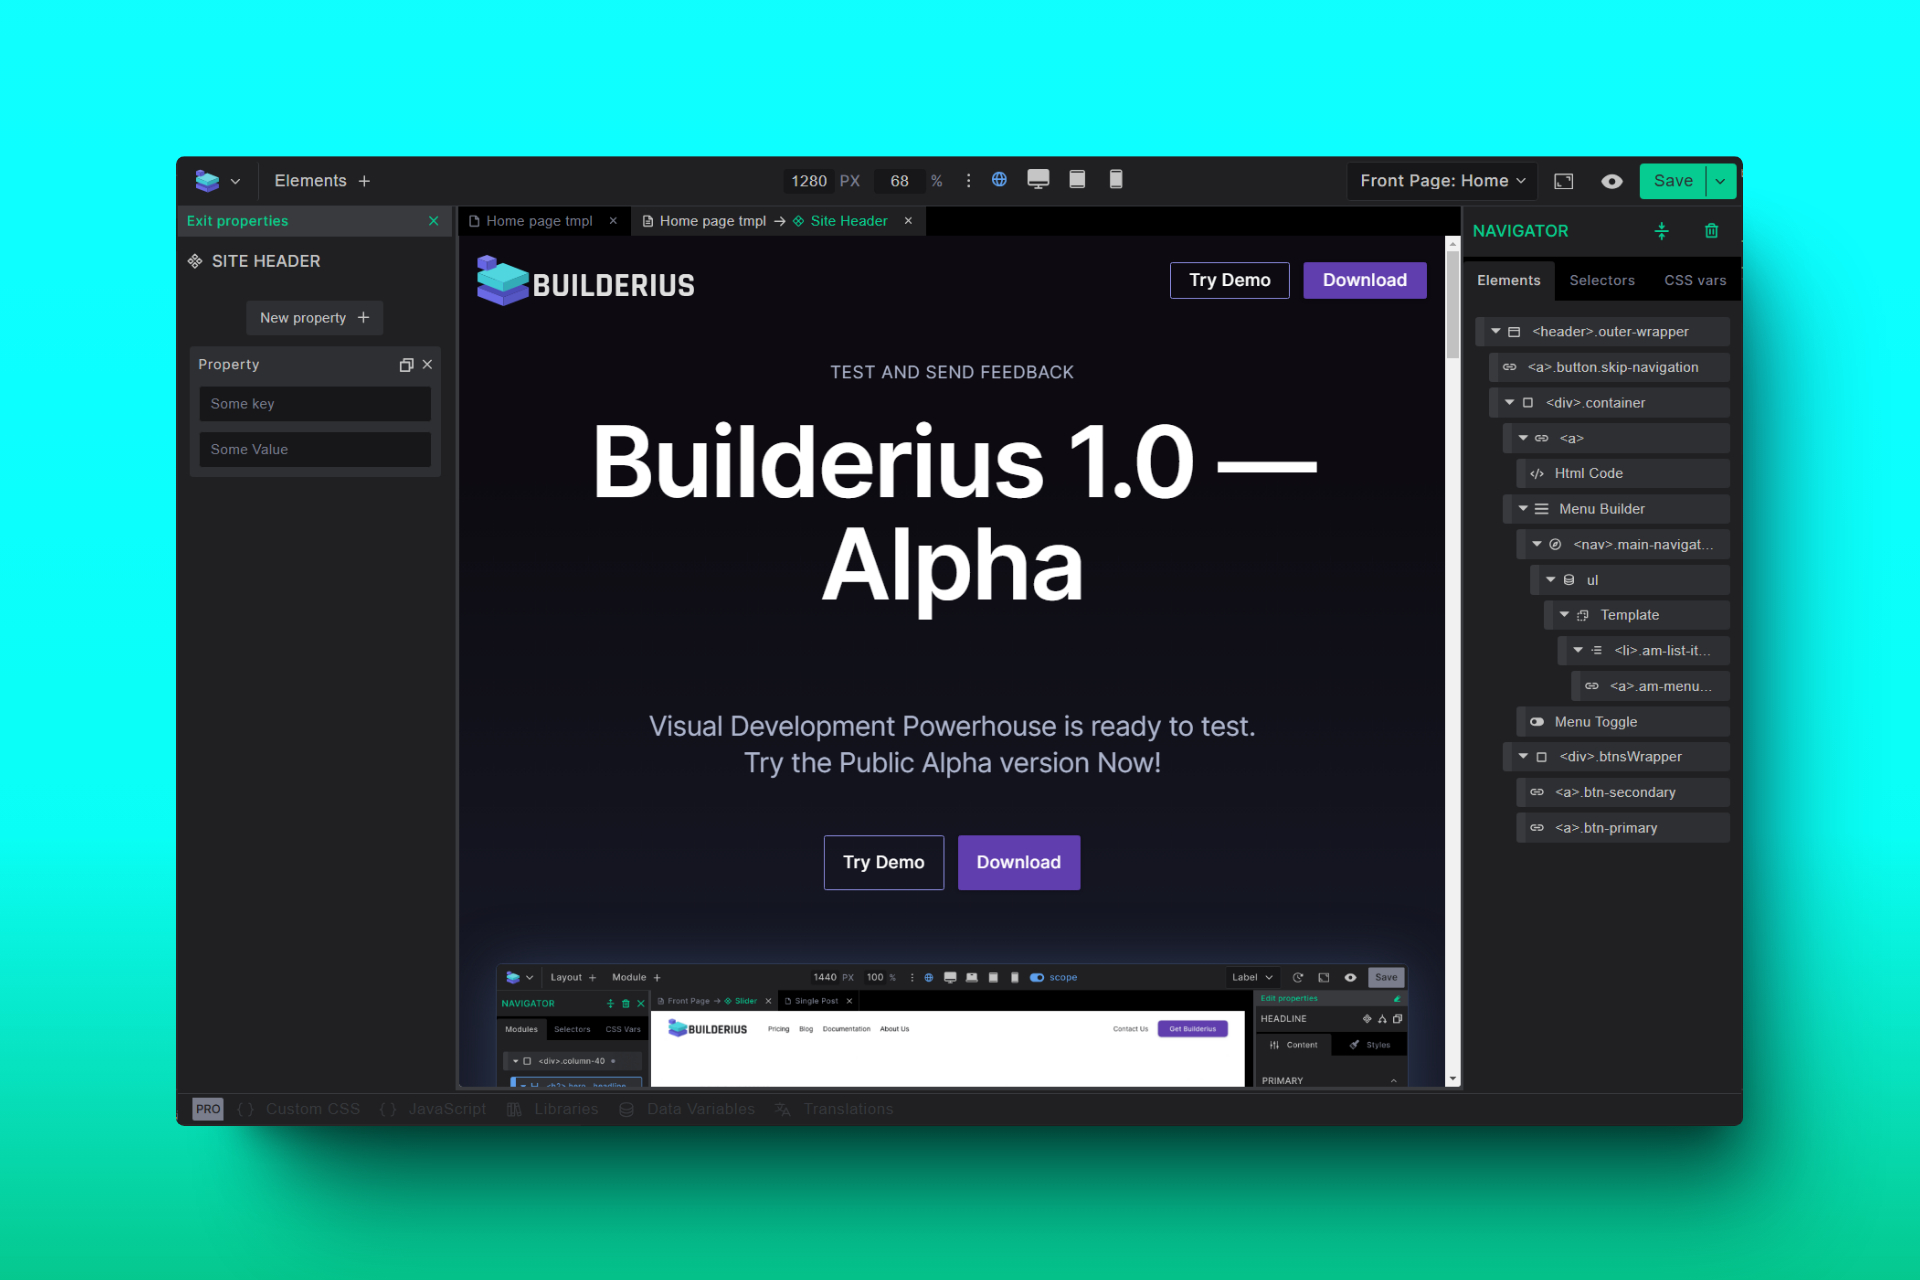 Elements +
1280 PX 68 %
Front Page: Home
Save
Exit properties
Home page tmpl
Home page tmpl → Site Header
NAVIGATOR
SITE HEADER
New property +
Property
Some key
Some Value
BUILDERIUS
Try Demo
Download
TEST AND SEND FEEDBACK
Builderius 1.0 —
Alpha
Visual Development Powerhouse is ready to test.
Try the Public Alpha version Now!
Try Demo
Download
Layout +
Module +
1440 PX 100 %
scope
Label
Save
NAVIGATOR
Front Page → Slider
Single Post
Edit properties
Modules
Selectors
CSS Vars
BUILDERIUS
Pricing
Blog
Documentation
About Us
Contact Us
Get Builderius
HEADLINE
Content
Styles
<div>.column-40
PRIMARY
Elements
Selectors
CSS vars
<header>.outer-wrapper
<a>.button.skip-navigation
<div>.container
<a>
Html Code
Menu Builder
<nav>.main-navigat...
ul
Template
<li>.am-list-it...
<a>.am-menu...
Menu Toggle
<div>.btnsWrapper
<a>.btn-secondary
<a>.btn-primary
PRO
{ } Custom CSS
{ } JavaScript
Libraries
Data Variables
Translations